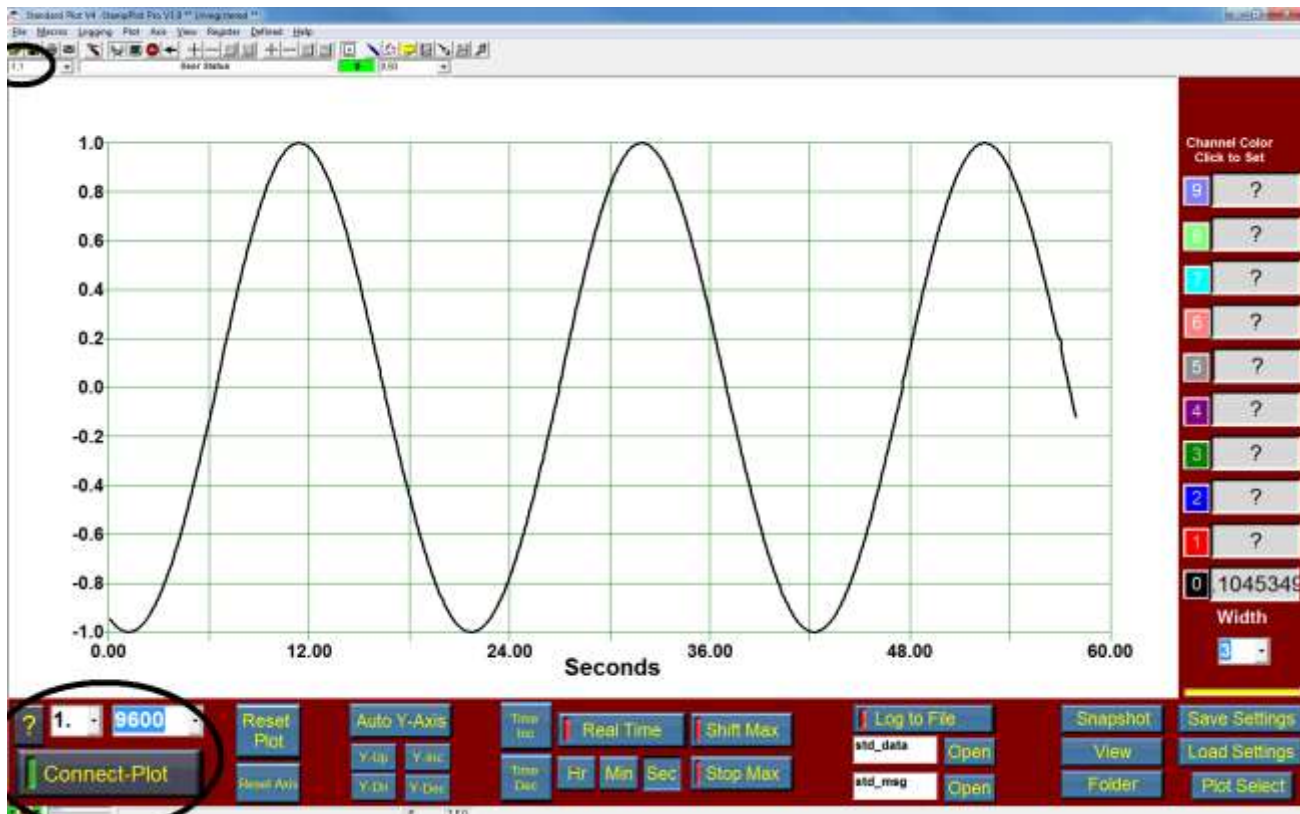 Standard Plot V4 -StampPlot Pro V3.9 ** Unregistered **
File Macros Logging Plot Axis View Register Defined Help
1,1
User Status
0
0.50
1.0
0.8
0.6
0.4
0.2
0.0
-0.2
-0.4
-0.6
-0.8
-1.0
0.00 12.00 24.00 36.00 48.00 60.00
Seconds
Channel Color
Click to Set
9 ?
8 ?
7 ?
6 ?
5 ?
4 ?
3 ?
2 ?
1 ?
0 .1045349
Width
3
? 1. 9600
Connect-Plot
Reset
Plot
Reset Axis
Auto Y-Axis
Y-Up Y-Inc
Y-Dn Y-Dec
Time
Inc
Time
Dec
Real Time
Shift Max
Hr Min Sec
Stop Max
Log to File
std_data Open
std_msg Open
Snapshot
View
Folder
Save Settings
Load Settings
Plot Select